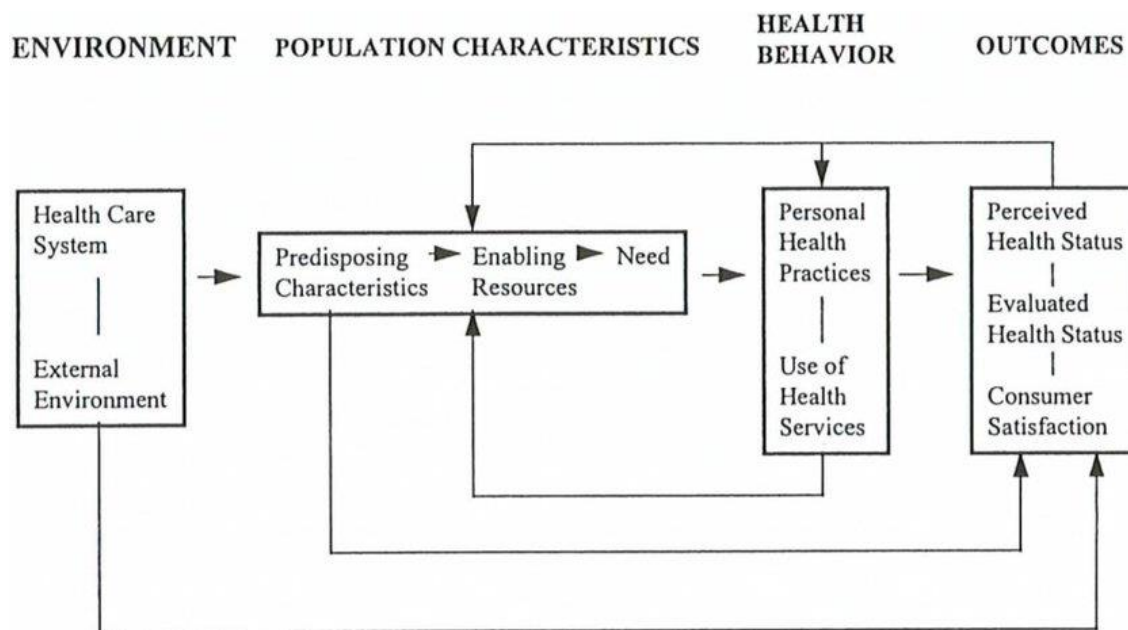 ENVIRONMENT
POPULATION CHARACTERISTICS
HEALTH
BEHAVIOR
OUTCOMES
Health Care
System
External
Environment
Predisposing
Characteristics
Enabling
Resources
Need
Personal
Health
Practices
Use of
Health
Services
Perceived
Health Status
Evaluated
Health Status
Consumer
Satisfaction